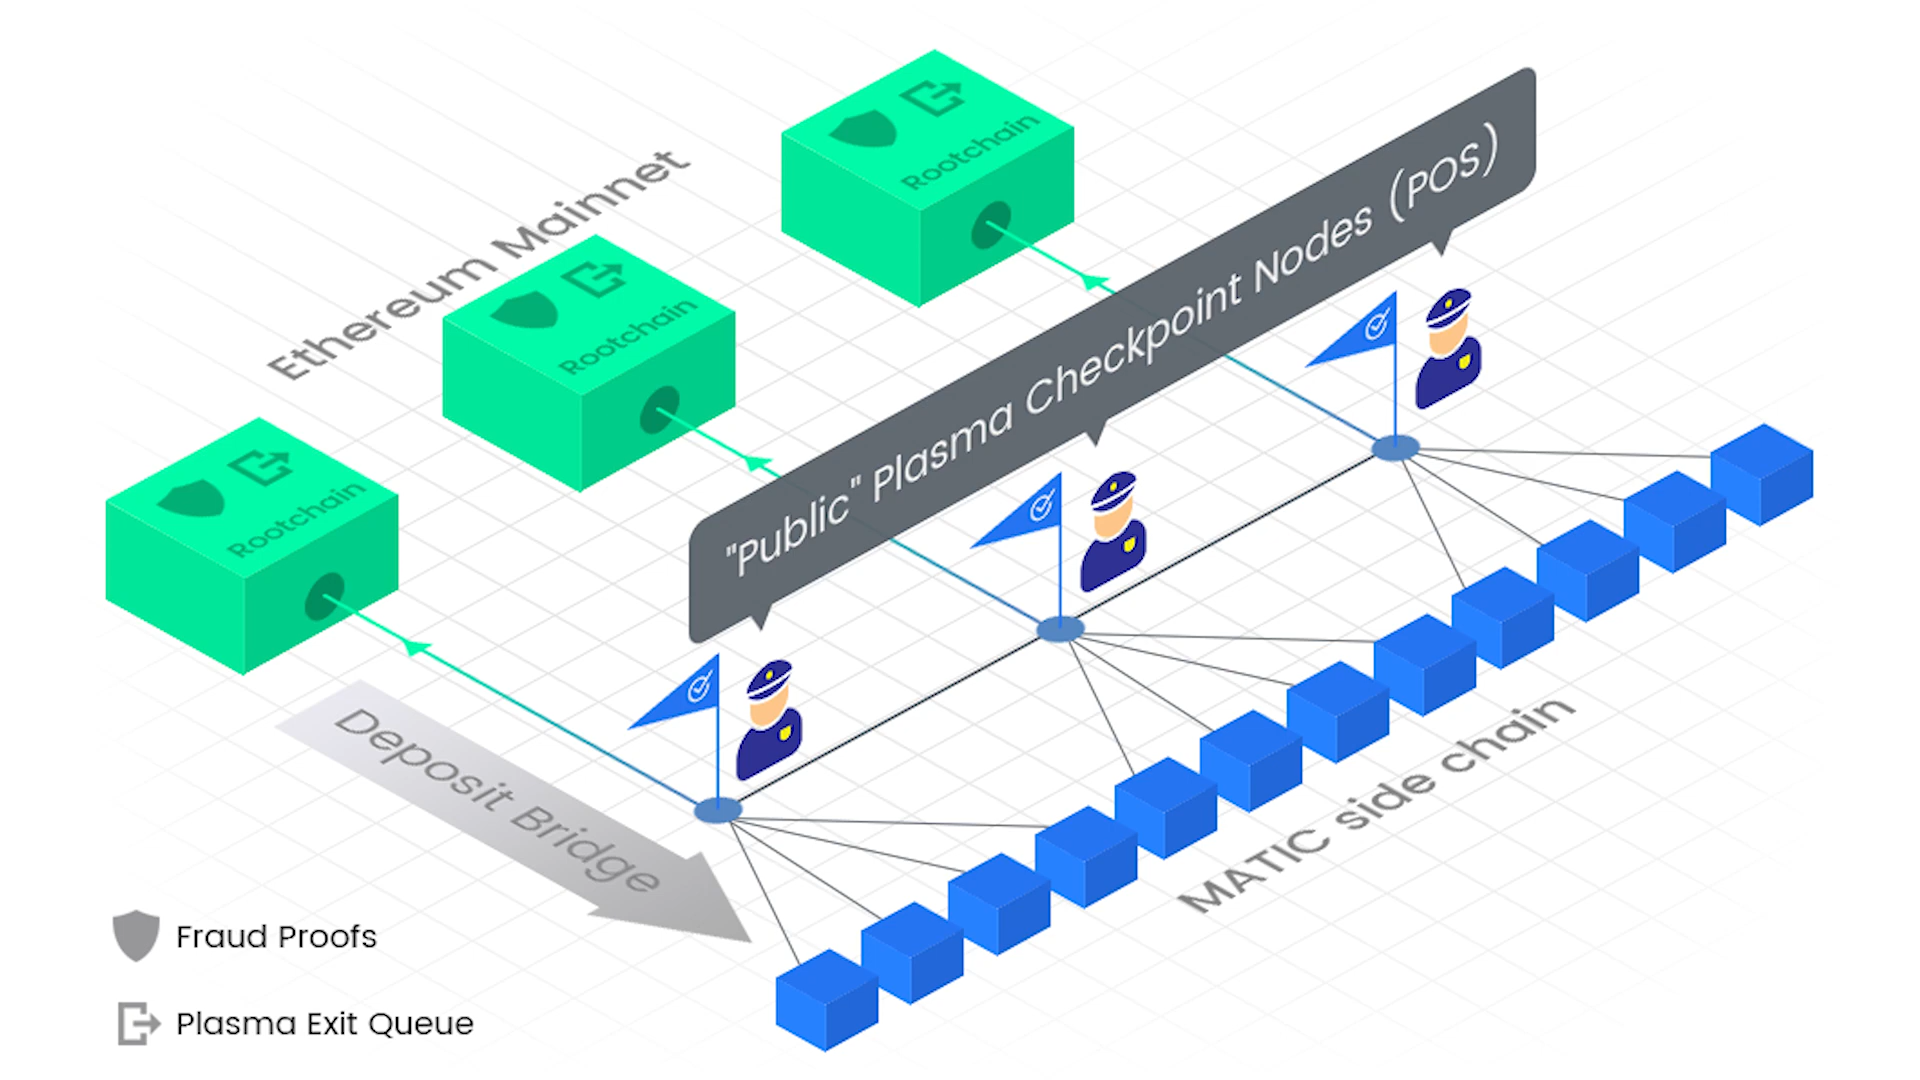 Ethereum Mainnet
Rootchain
Rootchain
Rootchain
"Public" Plasma Checkpoint Nodes (POS)
Deposit Bridge
MATIC side chain
Fraud Proofs
Plasma Exit Queue